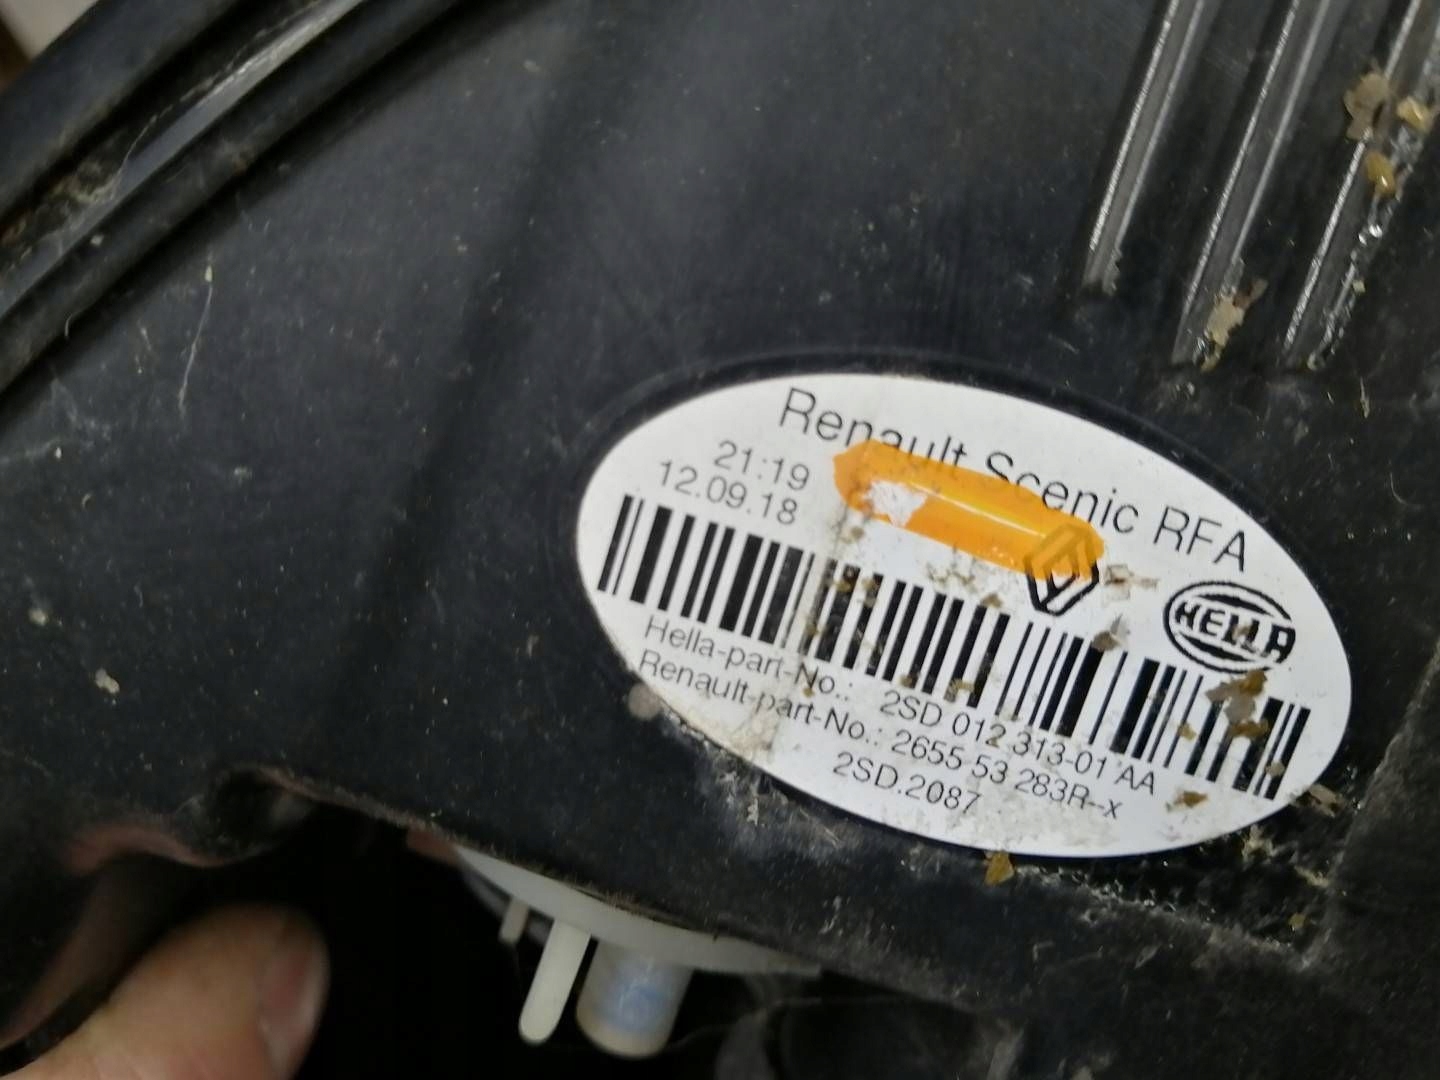 Renault Scenic RFA
21:19
12.09.18
HELLA
Hella-part-No.: 2SD 012 313-01 AA
Renault-part-No.: 2655 53 283R--x
2SD.2087